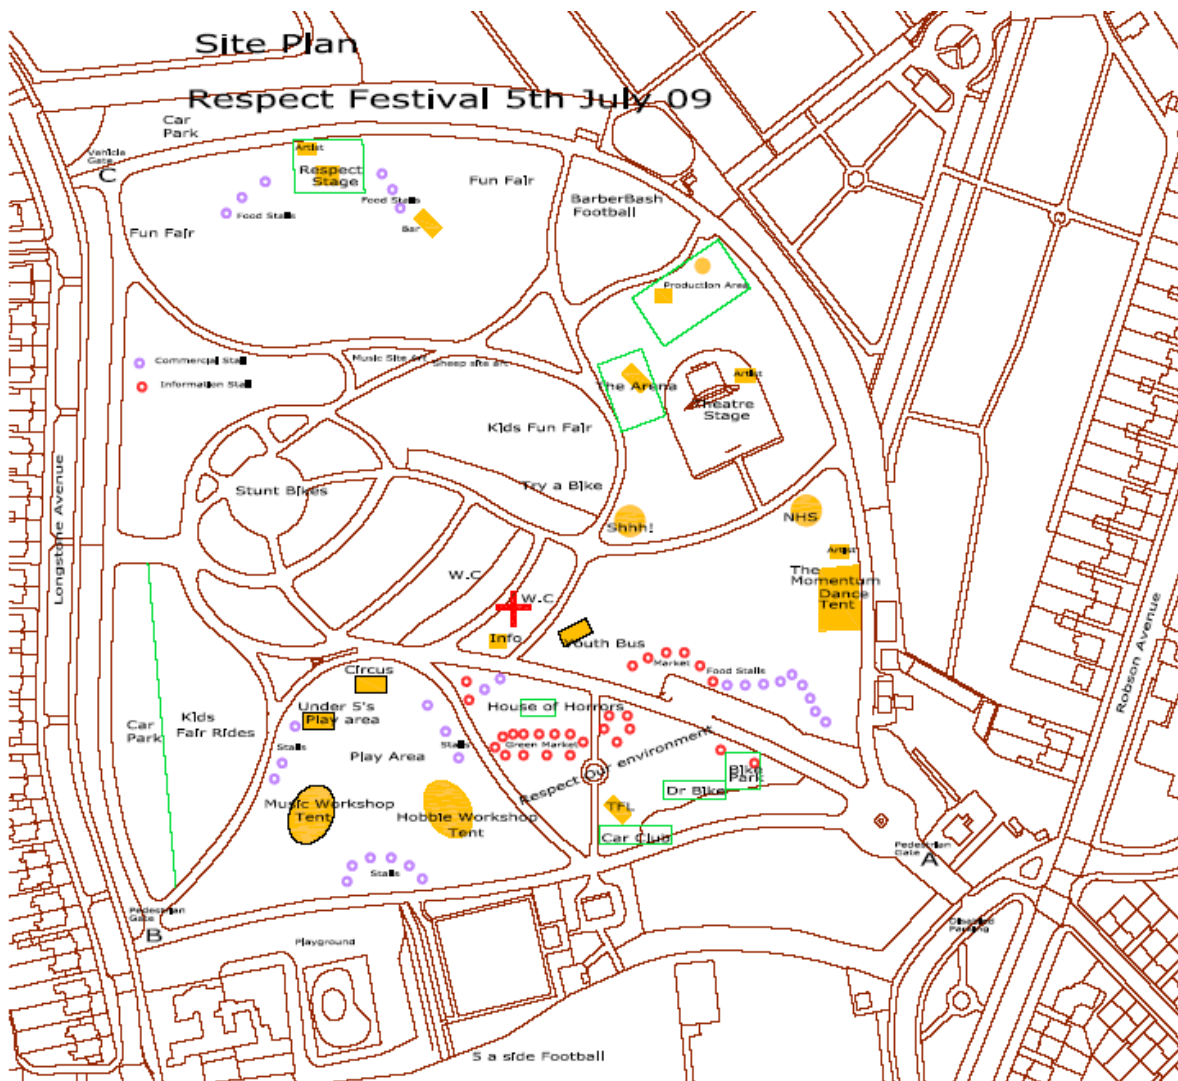 Site Plan
Respect Festival 5th July 09
Car
Park
Vehicle
Gate
C
Artist
Respect
Stage
Food Stalls
Food Stalls
Bar
Fun Fair
Fun Fair
BarberBash
Football
Production Area
Commercial Stall
Information Stall
Music Site Art
Sheep site art
The Arena
Artist
Theatre
Stage
Kids Fun Fair
Try a Bike
Stunt Bikes
Shhh!
NHS
Longstone Avenue
Artist
The
Momentum
Dance
Tent
W.C
W.C
Info
Youth Bus
Market
Food Stalls
Robson Avenue
Circus
Under 5's
Play area
House of Horrors
Car
Park
Kids
Fair Rides
Stalls
Play Area
Stalls
Green Market
Respect Our environment
Bike
Park
Dr Bike
TFL
Car Club
Music Workshop
Tent
Hobbie Workshop
Tent
Stalls
Pedestrian
Gate
A
Pedestrian
Gate
B
Disabled
Parking
Playground
5 a side Football